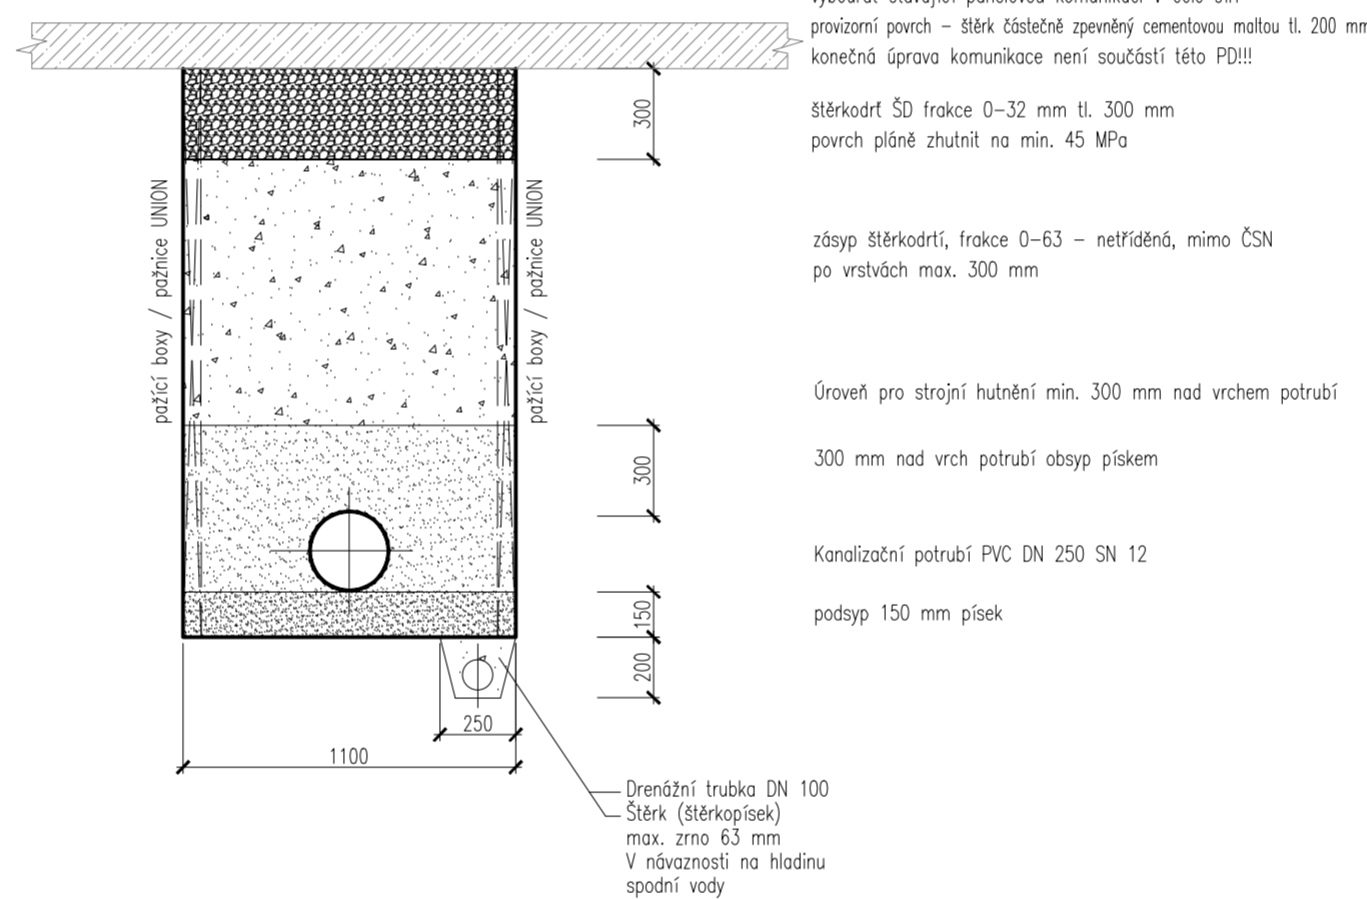 provizorní povrch – štěrk částečně zpevněný cementovou maltou tl. 200 mm
konečná úprava komunikace není součástí této PD!!!
300
štěrkodrť ŠD frakce 0–32 mm tl. 300 mm
povrch pláně zhutnit na min. 45 MPa
pažící boxy / pažnice UNION
pažící boxy / pažnice UNION
zásyp štěrkodrtí, frakce 0–63 – netříděná, mimo ČSN
po vrstvách max. 300 mm
Úroveň pro strojní hutnění min. 300 mm nad vrchem potrubí
300
300 mm nad vrch potrubí obsyp pískem
Kanalizační potrubí PVC DN 250 SN 12
150
podsyp 150 mm písek
200
250
1100
Drenážní trubka DN 100
Štěrk (štěrkopísek)
max. zrno 63 mm
V návaznosti na hladinu
spodní vody